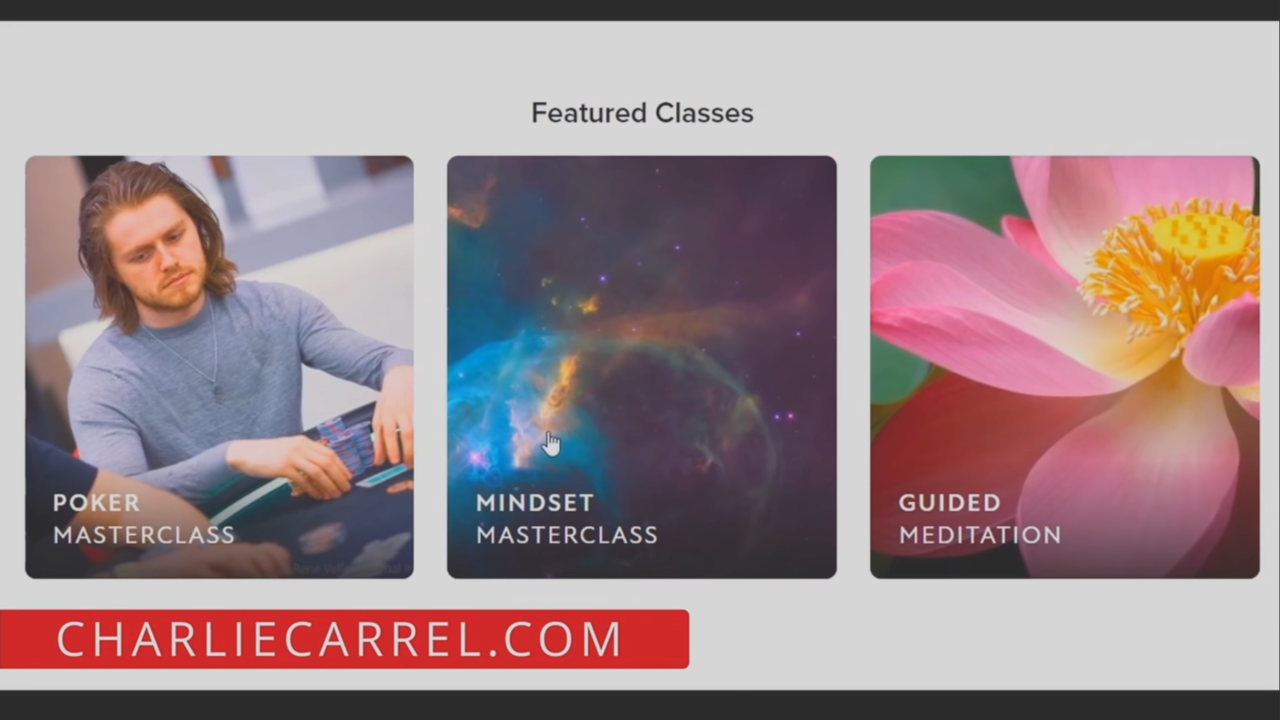 Featured Classes
POKER
MASTERCLASS
MINDSET
MASTERCLASS
GUIDED
MEDITATION
CHARLIECARREL.COM